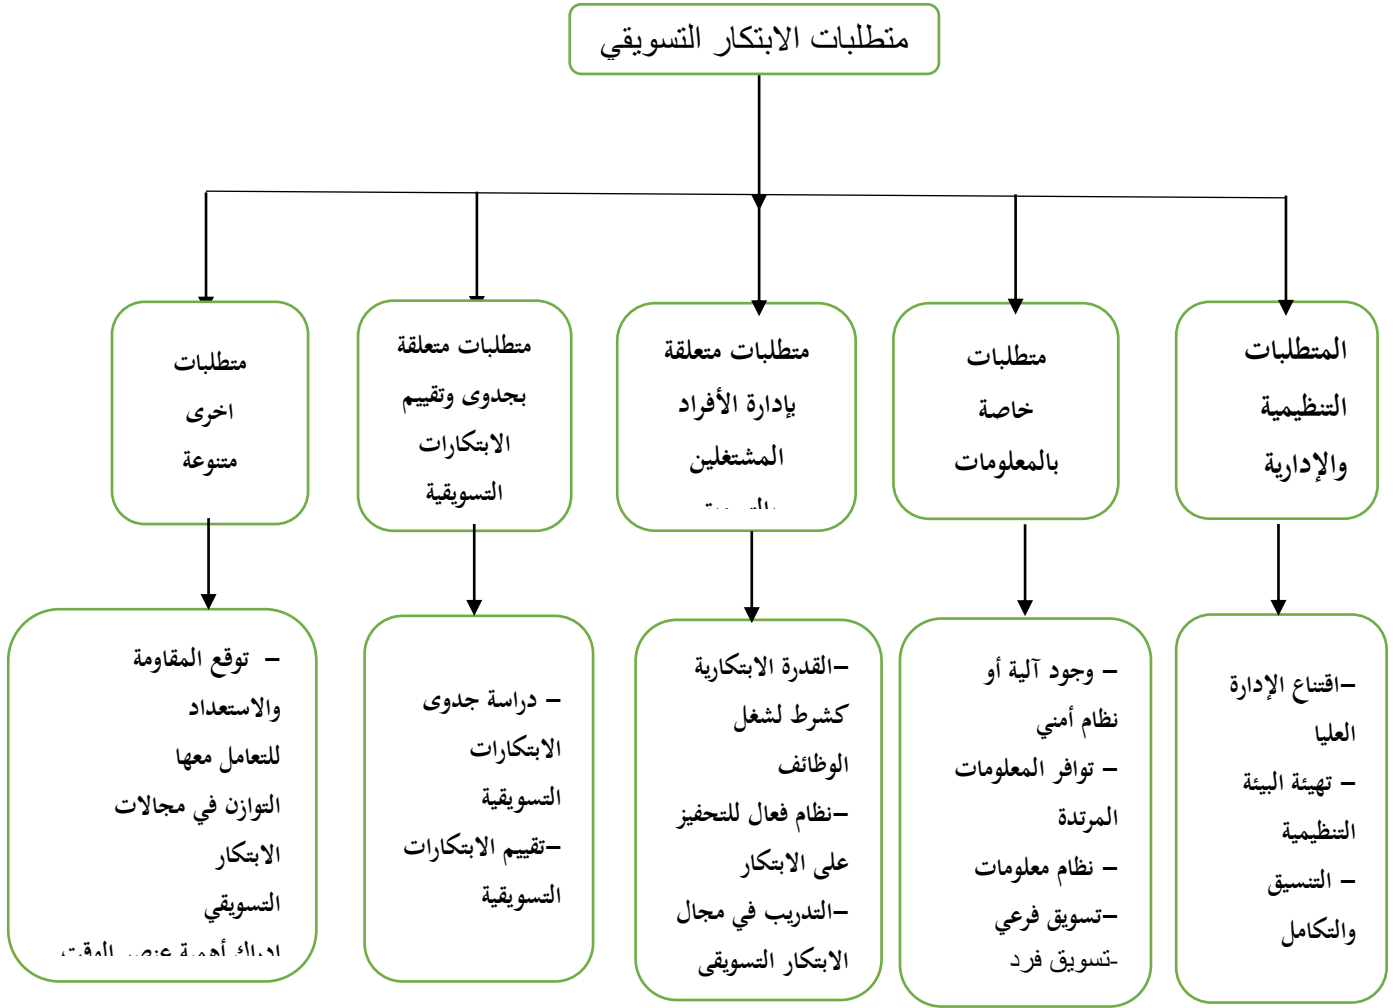 متطلبات الابتكار التسويقي
المتطلبات
التنظيمية
والإدارية
متطلبات
خاصة
بالمعلومات
متطلبات متعلقة
بإدارة الأفراد
المشتغلين
متطلبات متعلقة
بجدوى وتقييم
الابتكارات
التسويقية
متطلبات
اخرى
متنوعة
–اقتناع الإدارة
العليا
– تهيئة البيئة
التنظيمية
– التنسيق
والتكامل
– وجود آلية أو
نظام أمني
– توافر المعلومات
المرتدة
– نظام معلومات
–تسويق فرعي
-تسويق فرد
–القدرة الابتكارية
كشرط لشغل
الوظائف
–نظام فعال للتحفيز
على الابتكار
–التدريب في مجال
الابتكار التسويقي
– دراسة جدوى
الابتكارات
التسويقية
–تقييم الابتكارات
التسويقية
– توقع المقاومة
والاستعداد
للتعامل معها
التوازن في مجالات
الابتكار
التسويقي
ادراك أهمية عنصر الوقت